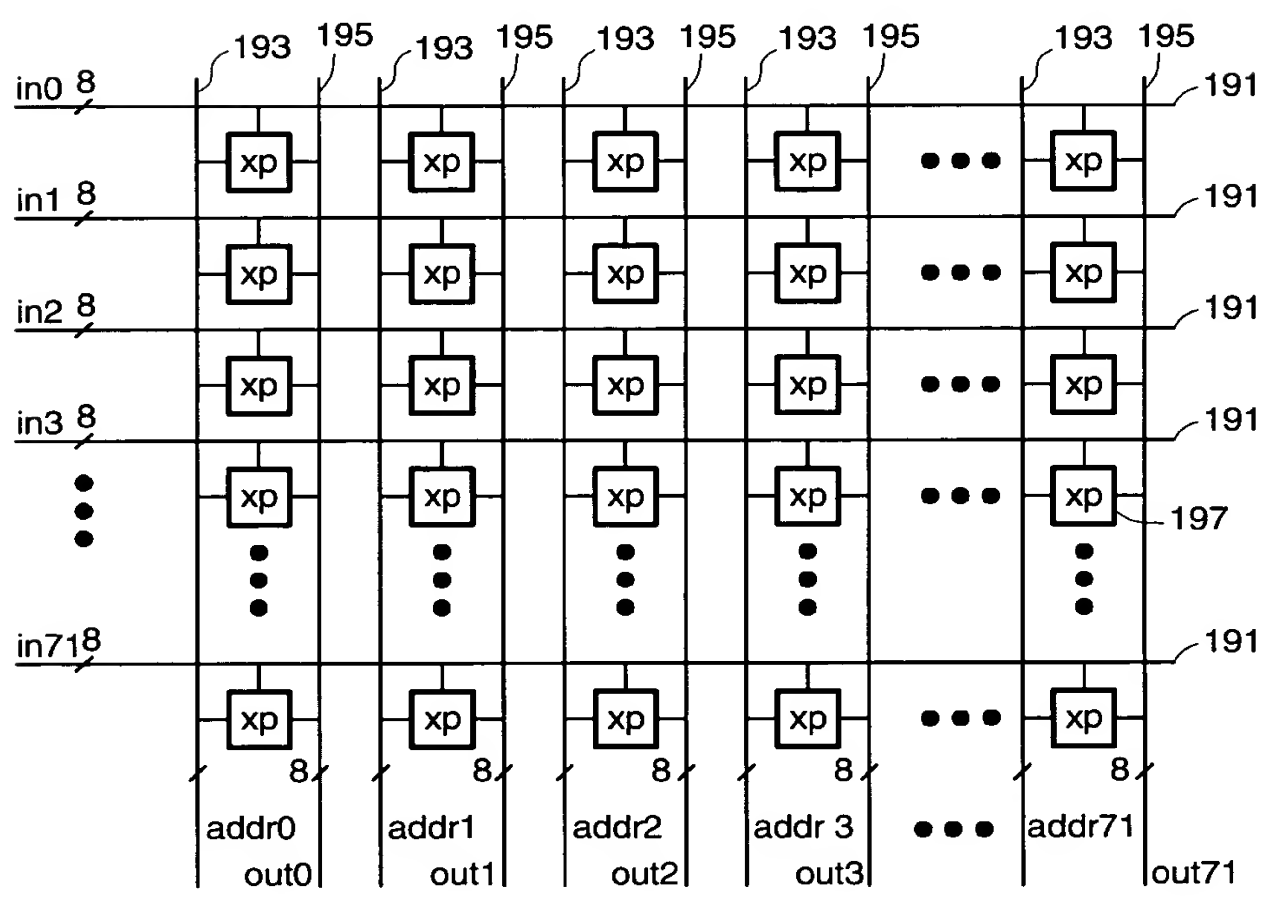 193 195 193 195 193 195 193 195 193 195
in0 8 191
xp xp xp xp xp
in1 8 191
xp xp xp xp xp
in2 8 191
xp xp xp xp xp
in3 8 191
xp xp xp xp xp
197
in71 8 191
xp xp xp xp xp
8 8 8 8 8
addr0 addr1 addr2 addr 3 addr71
out0 out1 out2 out3 out71